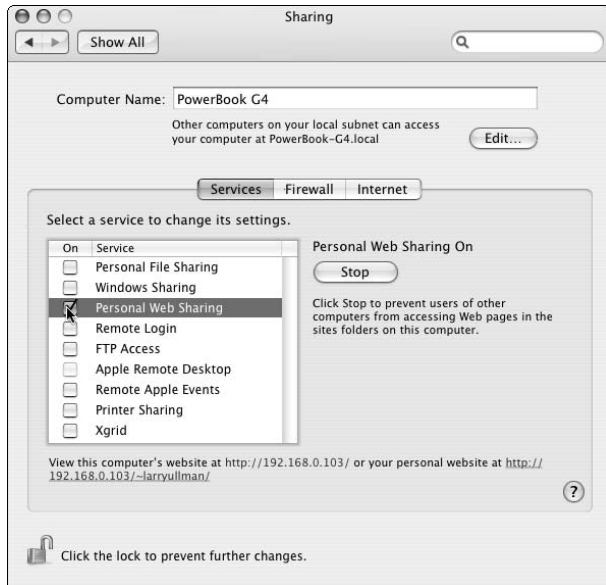 Sharing
Show All
Computer Name: PowerBook G4
Other computers on your local subnet can access
your computer at PowerBook-G4.local
Edit...
Services Firewall Internet
Select a service to change its settings.
On Service
Personal File Sharing
Windows Sharing
Personal Web Sharing
Remote Login
FTP Access
Apple Remote Desktop
Remote Apple Events
Printer Sharing
Xgrid
Personal Web Sharing On
Stop
Click Stop to prevent users of other
computers from accessing Web pages in the
sites folders on this computer.
View this computer's website at http://192.168.0.103/ or your personal website at http://
192.168.0.103/~larryullman/
?
Click the lock to prevent further changes.